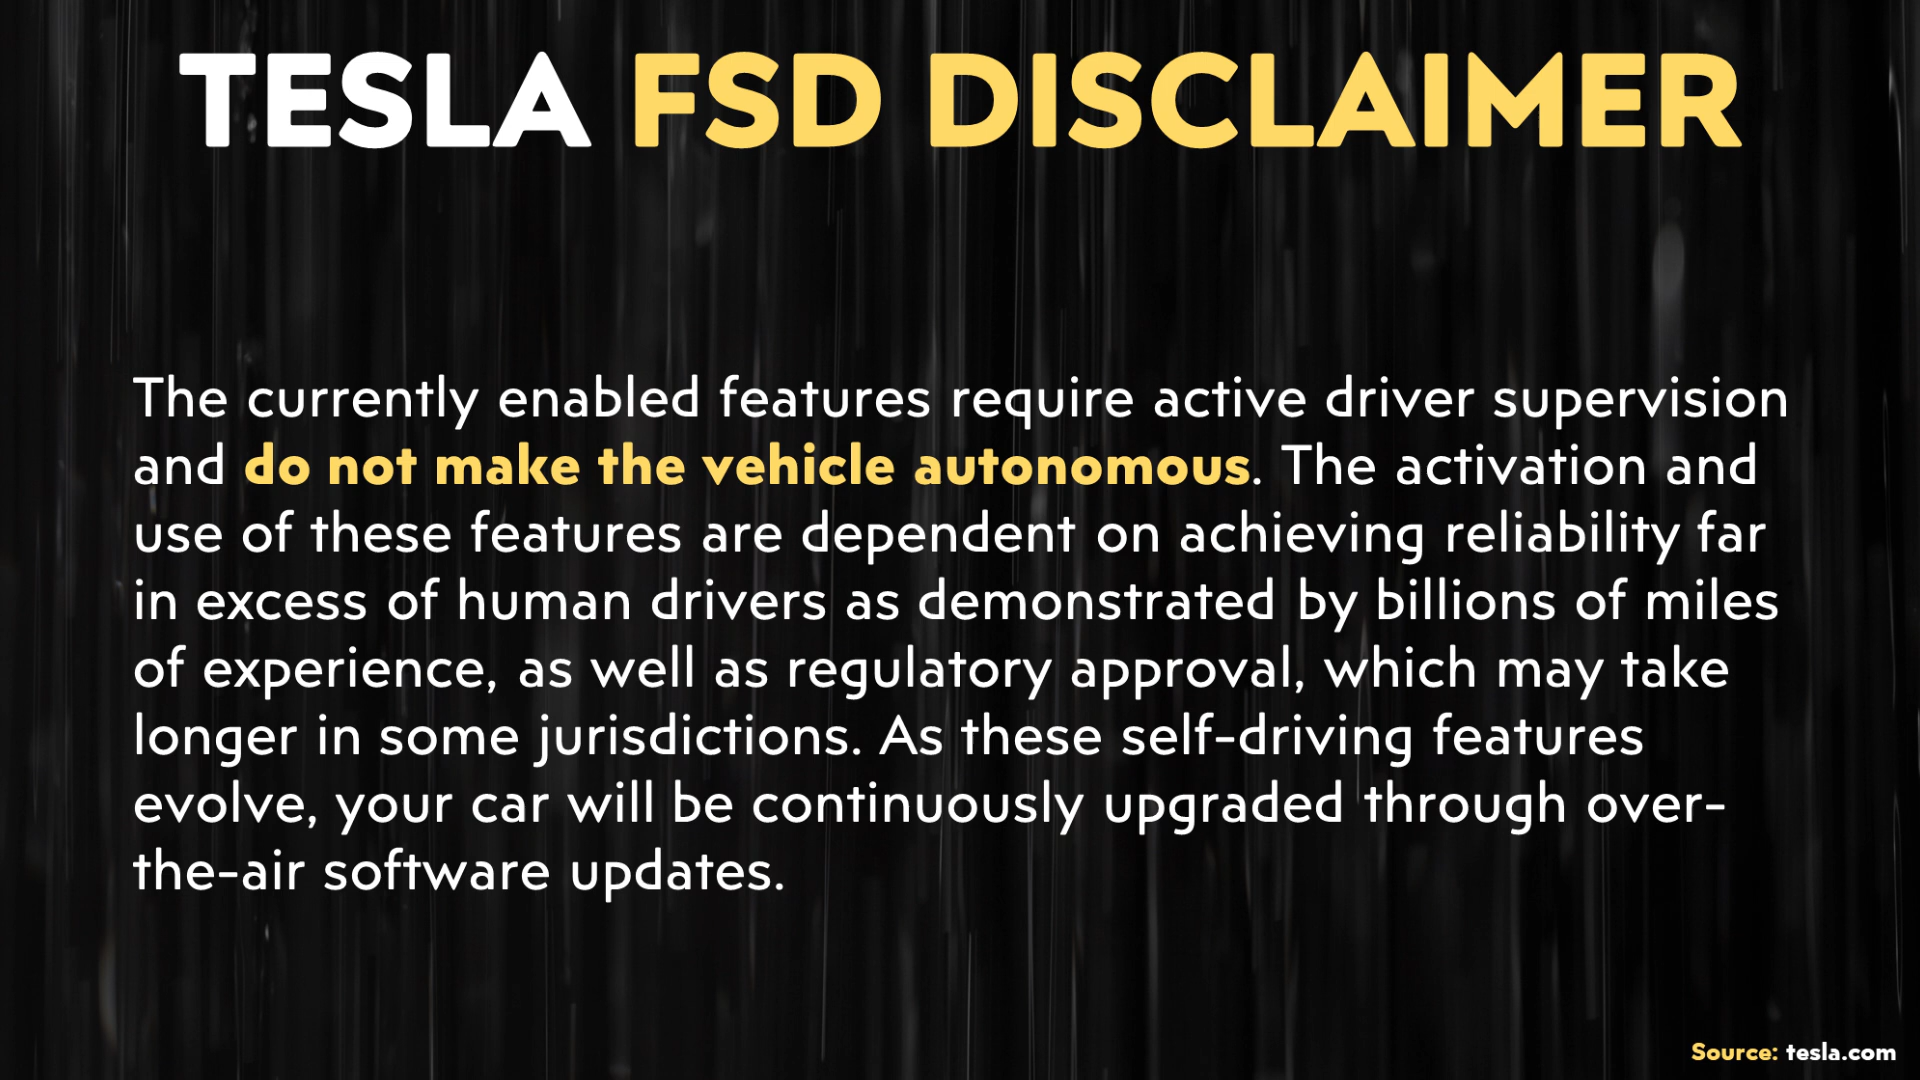 TESLA FSD DISCLAIMER
The currently enabled features require active driver supervision
and do not make the vehicle autonomous. The activation and
use of these features are dependent on achieving reliability far
in excess of human drivers as demonstrated by billions of miles
of experience, as well as regulatory approval, which may take
longer in some jurisdictions. As these self-driving features
evolve, your car will be continuously upgraded through over-
the-air software updates.
Source: tesla.com